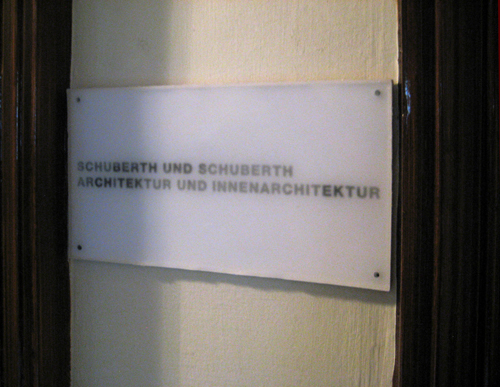 SCHUBERTH UND SCHUBERTH
ARCHITEKTUR UND INNENARCHITEKTUR